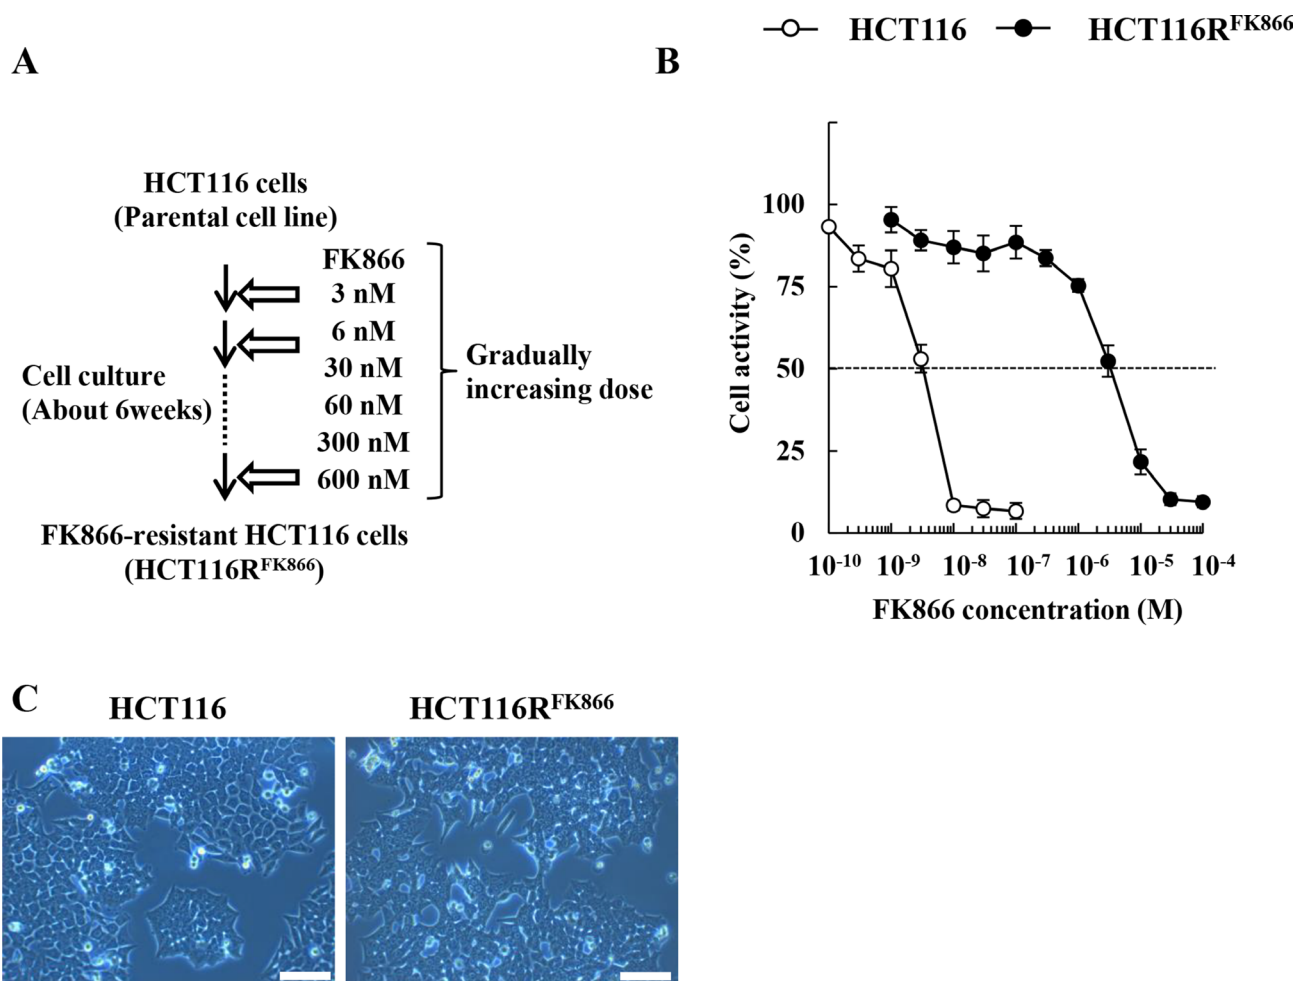 A
HCT116 cells
(Parental cell line)
FK866
3 nM
6 nM
30 nM
60 nM
300 nM
600 nM
Cell culture
(About 6weeks)
Gradually
increasing dose
FK866-resistant HCT116 cells
(HCT116R^FK866)
B
HCT116
HCT116R^FK866
Cell activity (%)
100
75
50
25
0
10^-10 10^-9 10^-8 10^-7 10^-6 10^-5 10^-4
FK866 concentration (M)
C
HCT116
HCT116R^FK866